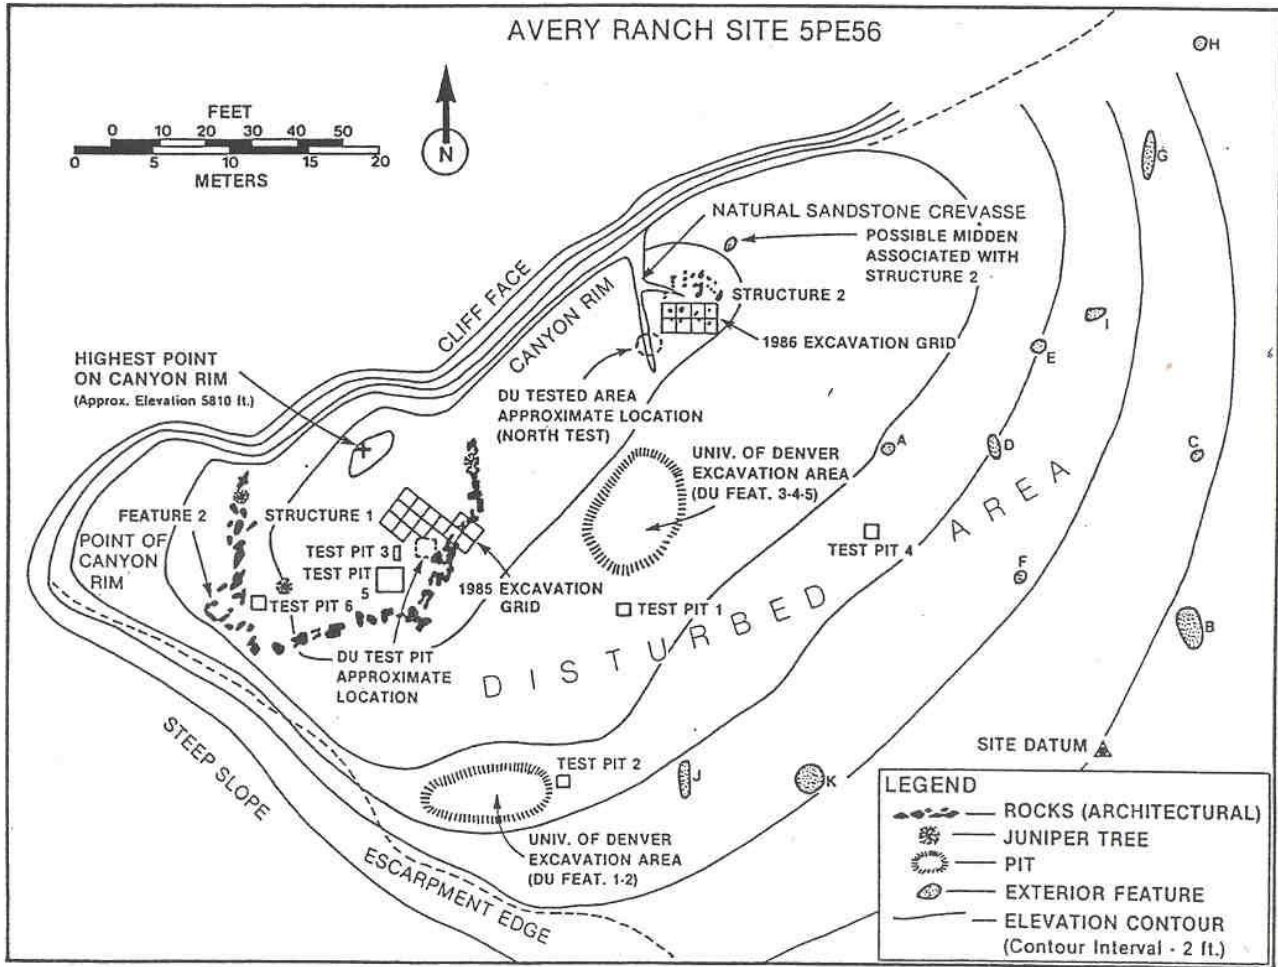 AVERY RANCH SITE 5PE56
H
FEET
0 10 20 30 40 50
0 5 10 15 20
METERS
N
G
NATURAL SANDSTONE CREVASSE
POSSIBLE MIDDEN
ASSOCIATED WITH
STRUCTURE 2
CLIFF FACE
CANYON RIM
STRUCTURE 2
I
1986 EXCAVATION GRID
E
HIGHEST POINT
ON CANYON RIM
(Approx. Elevation 5810 ft.)
DU TESTED AREA
APPROXIMATE LOCATION
(NORTH TEST)
UNIV. OF DENVER
EXCAVATION AREA
(DU FEAT. 3-4-5)
A
D
C
FEATURE 2
STRUCTURE 1
POINT OF
CANYON
RIM
TEST PIT 3
TEST PIT
5
TEST PIT 4
F
1985 EXCAVATION
GRID
TEST PIT 6
TEST PIT 1
B
DU TEST PIT
APPROXIMATE
LOCATION
DISTURBED AREA
STEEP SLOPE
SITE DATUM
TEST PIT 2
J
K
UNIV. OF DENVER
EXCAVATION AREA
(DU FEAT. 1-2)
ESCARPMENT EDGE
LEGEND
ROCKS (ARCHITECTURAL)
JUNIPER TREE
PIT
EXTERIOR FEATURE
ELEVATION CONTOUR
(Contour Interval - 2 ft.)